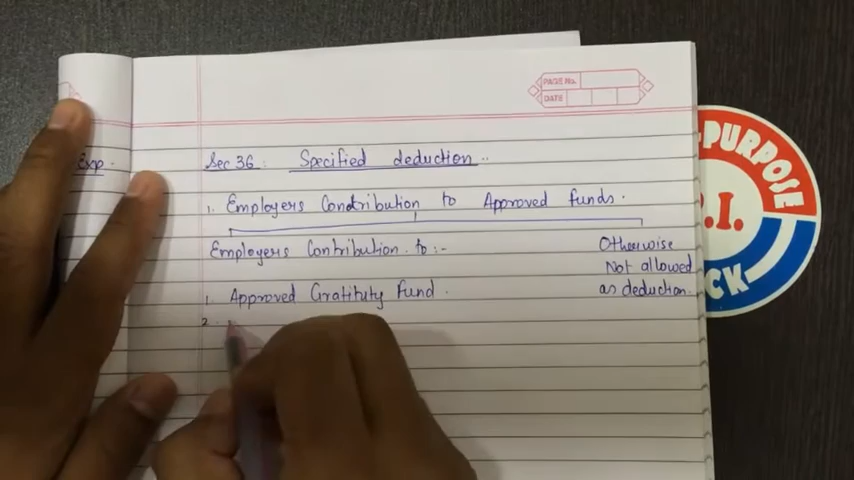 PAGE No.
DATE
Exp.
Sec 36: Specified deduction..
1. Employers Contribution to Approved funds.
Employers Contribution to :-
Otherwise
Not allowed
as deduction.
1. Approved Gratituty Fund.
2.
PURPOSE
R.I.
CK